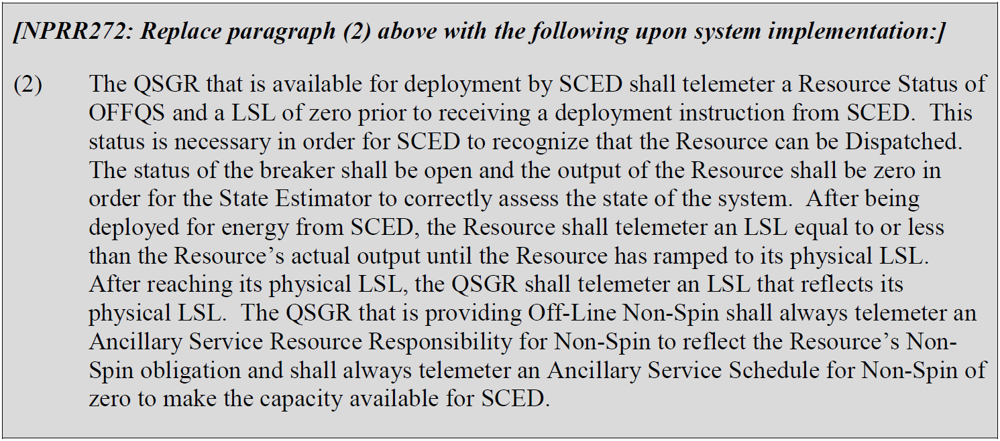 [NPRR272: Replace paragraph (2) above with the following upon system implementation:]
(2) The QSGR that is available for deployment by SCED shall telemeter a Resource Status of
OFFQS and a LSL of zero prior to receiving a deployment instruction from SCED. This
status is necessary in order for SCED to recognize that the Resource can be Dispatched.
The status of the breaker shall be open and the output of the Resource shall be zero in
order for the State Estimator to correctly assess the state of the system. After being
deployed for energy from SCED, the Resource shall telemeter an LSL equal to or less
than the Resource’s actual output until the Resource has ramped to its physical LSL.
After reaching its physical LSL, the QSGR shall telemeter an LSL that reflects its
physical LSL. The QSGR that is providing Off-Line Non-Spin shall always telemeter an
Ancillary Service Resource Responsibility for Non-Spin to reflect the Resource’s Non-
Spin obligation and shall always telemeter an Ancillary Service Schedule for Non-Spin of
zero to make the capacity available for SCED.